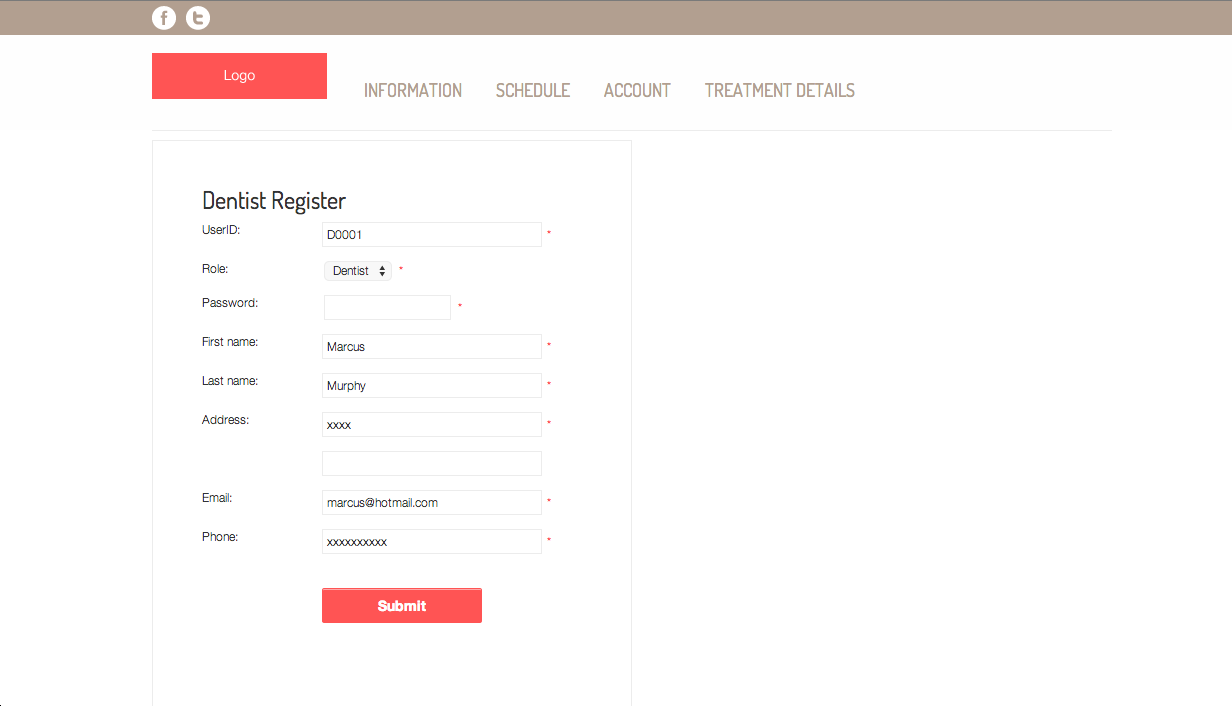 Logo
INFORMATION SCHEDULE ACCOUNT TREATMENT DETAILS
Dentist Register
UserID: D0001 *
Role: Dentist *
Password: *
First name: Marcus *
Last name: Murphy *
Address: xxxx *
Email: marcus@hotmail.com *
Phone: xxxxxxxxxx *
Submit